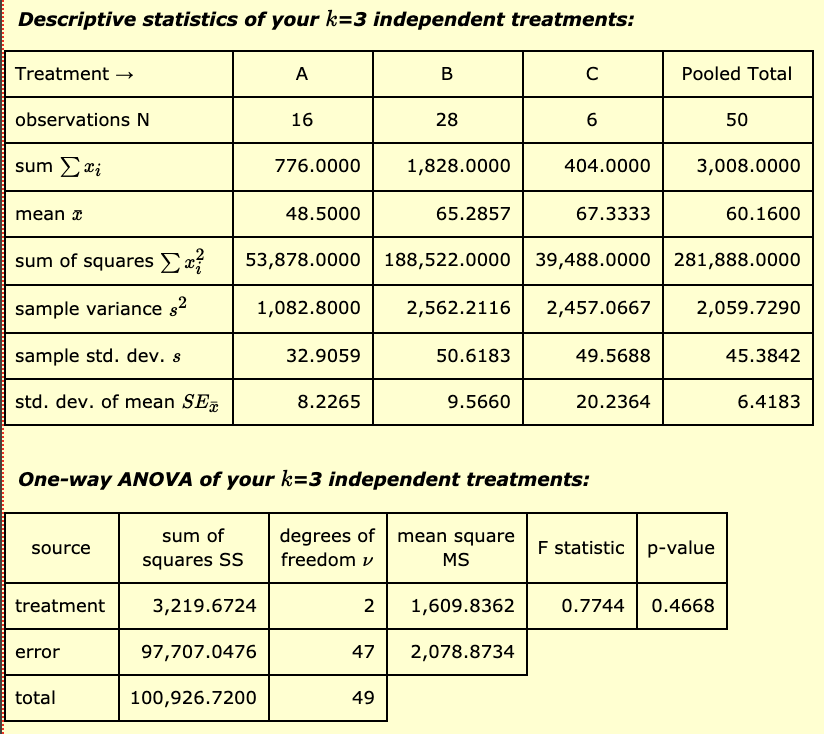 Descriptive statistics of your k=3 independent treatments:
Treatment → A B C Pooled Total
observations N 16 28 6 50
sum ∑ xᵢ 776.0000 1,828.0000 404.0000 3,008.0000
mean x̄ 48.5000 65.2857 67.3333 60.1600
sum of squares ∑ xᵢ² 53,878.0000 188,522.0000 39,488.0000 281,888.0000
sample variance s² 1,082.8000 2,562.2116 2,457.0667 2,059.7290
sample std. dev. s 32.9059 50.6183 49.5688 45.3842
std. dev. of mean SEx̄ 8.2265 9.5660 20.2364 6.4183
One-way ANOVA of your k=3 independent treatments:
source sum of squares SS degrees of freedom ν mean square MS F statistic p-value
treatment 3,219.6724 2 1,609.8362 0.7744 0.4668
error 97,707.0476 47 2,078.8734
total 100,926.7200 49